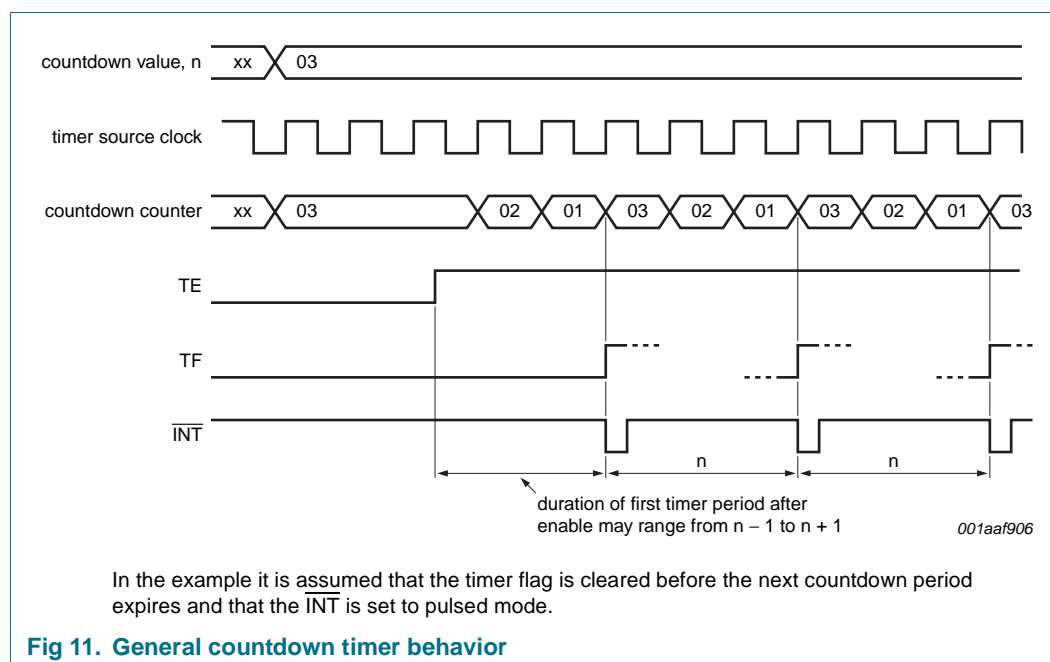 countdown value, n xx 03
timer source clock
countdown counter xx 03 02 01 03 02 01 03 02 01 03
TE
TF
INT
n n
duration of first timer period after
enable may range from n − 1 to n + 1
001aaf906
In the example it is assumed that the timer flag is cleared before the next countdown period
expires and that the INT is set to pulsed mode.
Fig 11. General countdown timer behavior